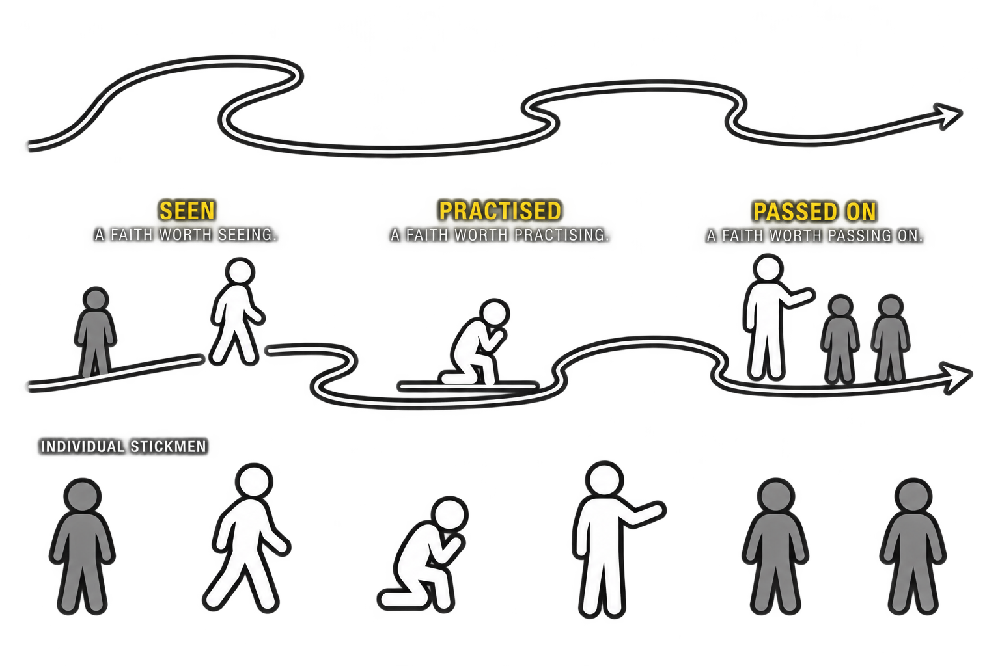 SEEN
A FAITH WORTH SEEING.
PRACTISED
A FAITH WORTH PRACTISING.
PASSED ON
A FAITH WORTH PASSING ON.
INDIVIDUAL STICKMEN